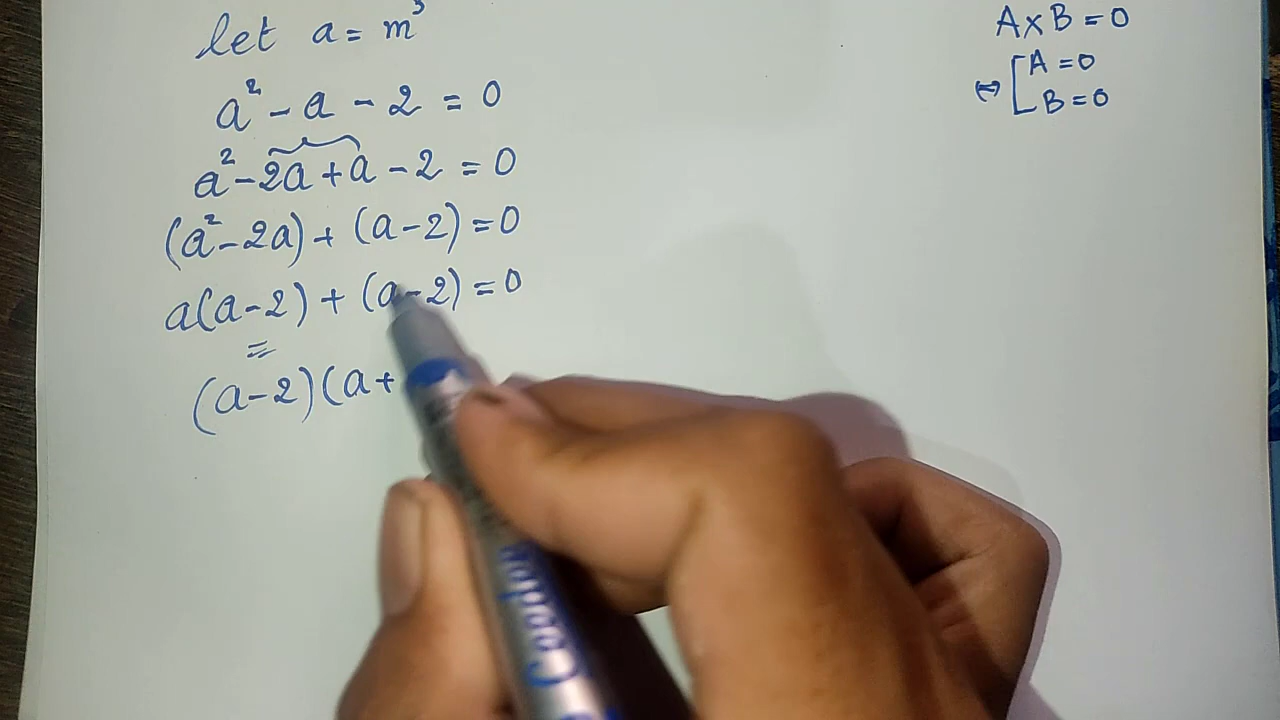 let a = m³
a² - a - 2 = 0
a² - 2a + a - 2 = 0
(a² - 2a) + (a - 2) = 0
a(a - 2) + (a - 2) = 0
=
(a - 2)(a +
A x B = 0
⇔ [ A = 0
B = 0